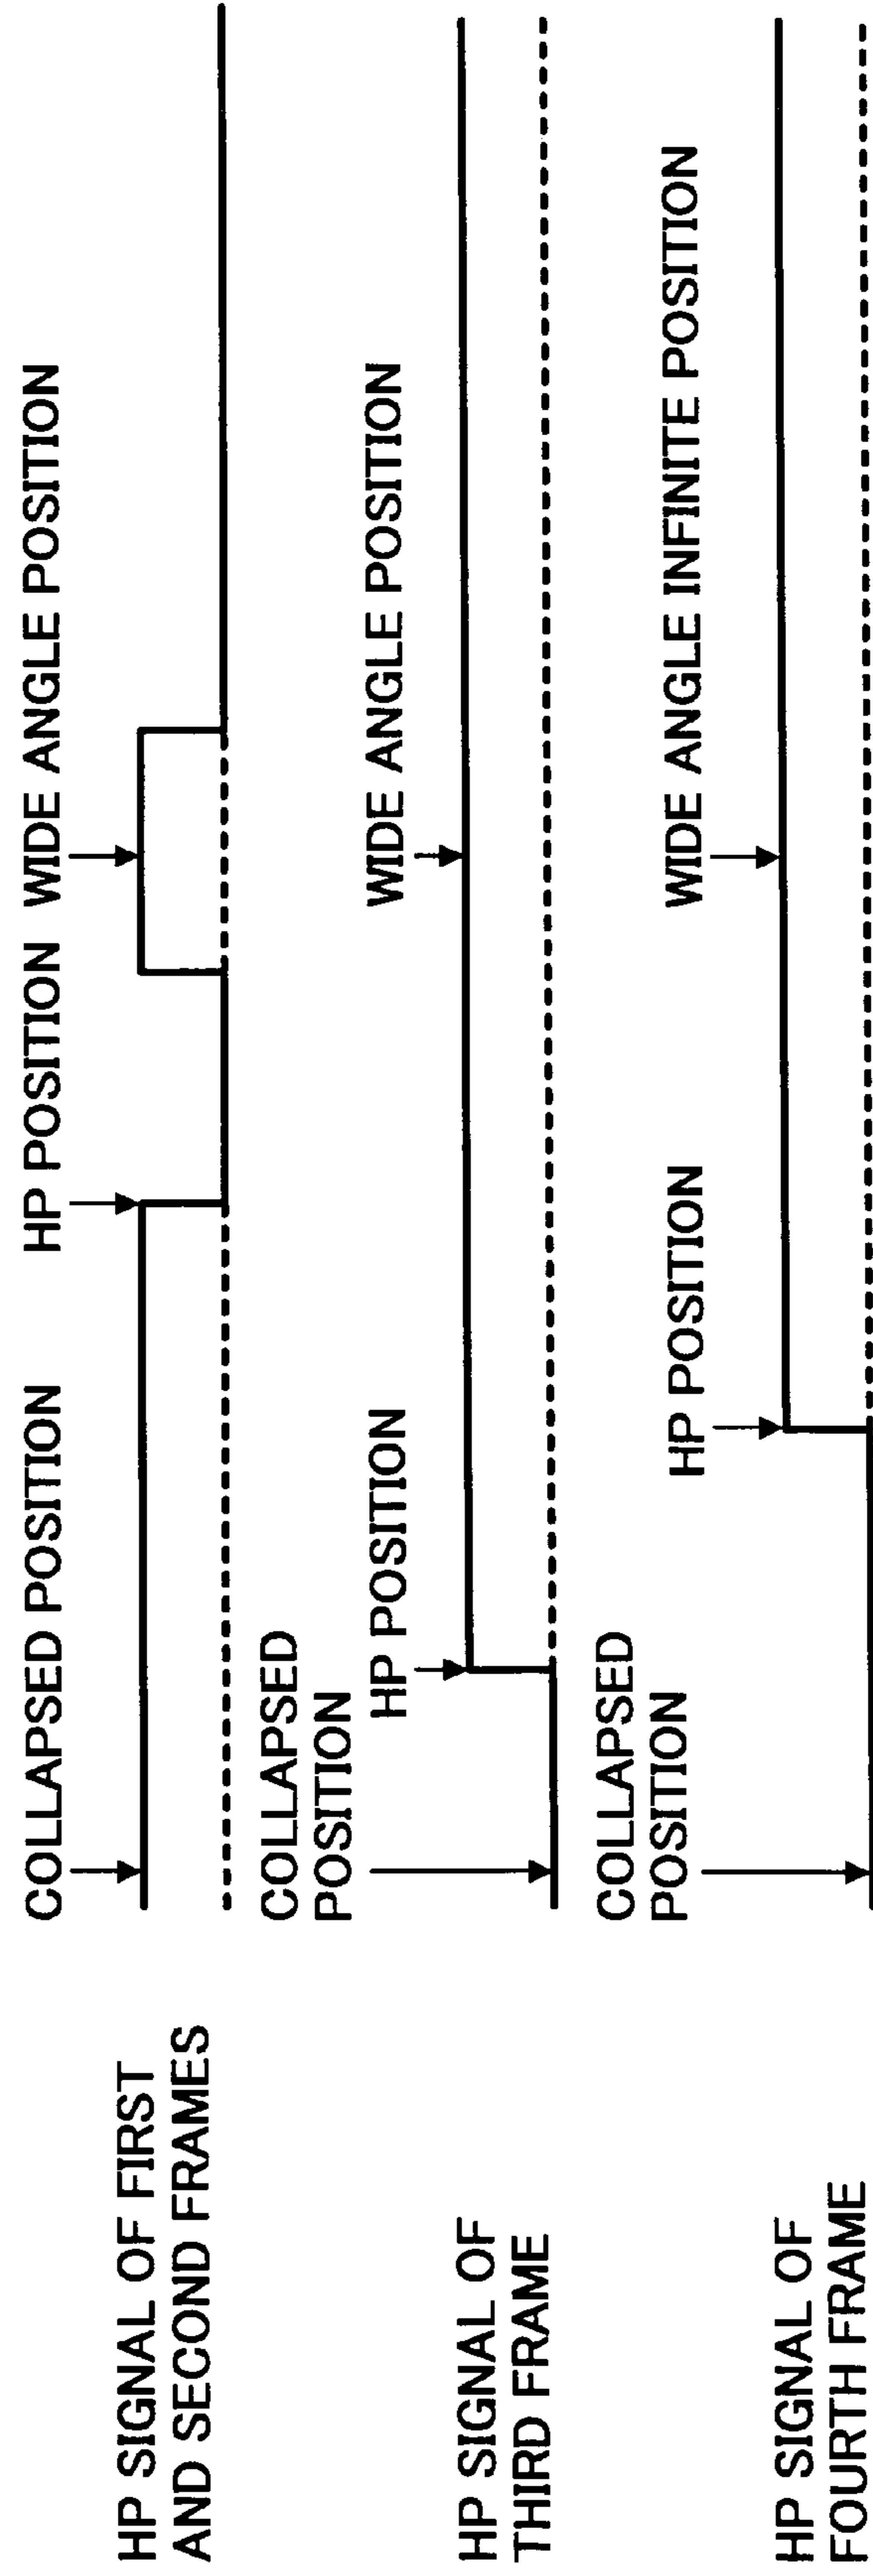 HP SIGNAL OF FIRST
AND SECOND FRAMES
COLLAPSED POSITION
HP POSITION
WIDE ANGLE POSITION
HP SIGNAL OF
THIRD FRAME
COLLAPSED
POSITION
HP POSITION
WIDE ANGLE POSITION
HP SIGNAL OF
FOURTH FRAME
COLLAPSED
POSITION
HP POSITION
WIDE ANGLE INFINITE POSITION